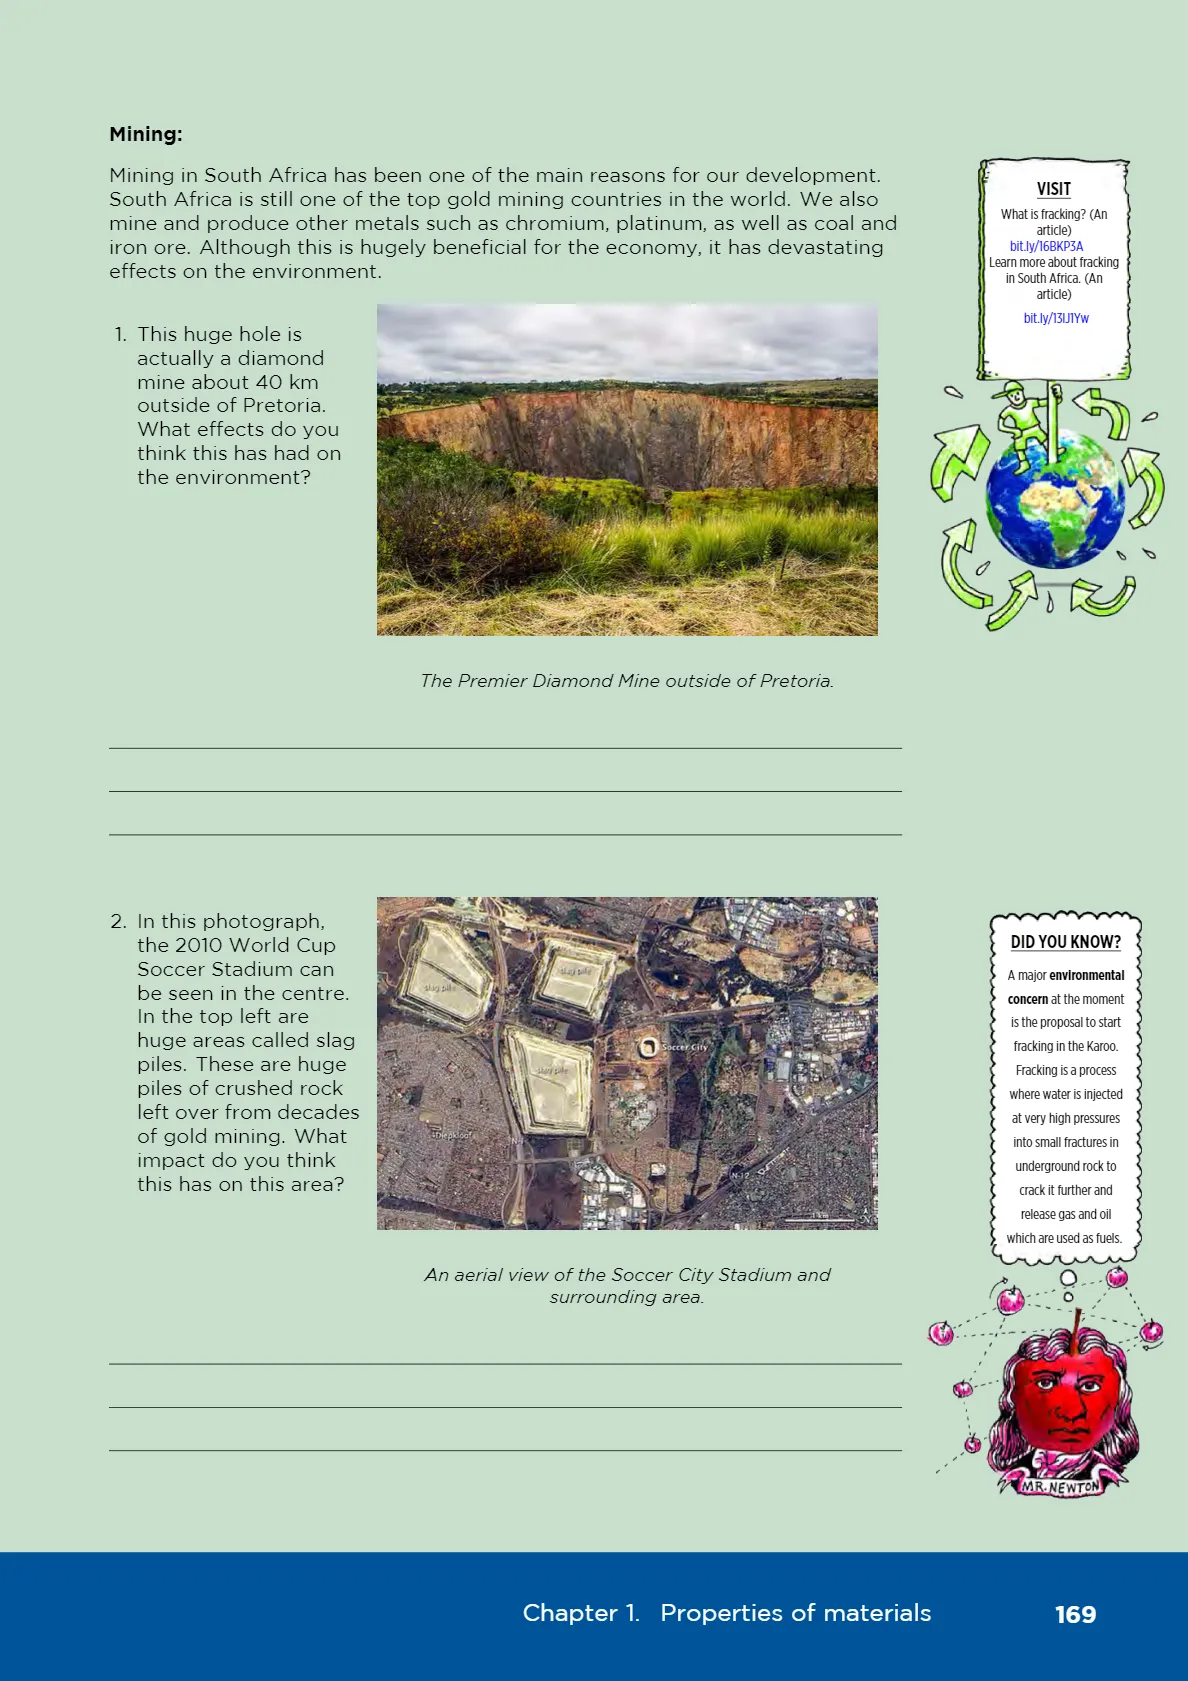 Mining:
Mining in South Africa has been one of the main reasons for our development.
South Africa is still one of the top gold mining countries in the world. We also
mine and produce other metals such as chromium, platinum, as well as coal and
iron ore. Although this is hugely beneficial for the economy, it has devastating
effects on the environment.
1. This huge hole is
actually a diamond
mine about 40 km
outside of Pretoria.
What effects do you
think this has had on
the environment?
The Premier Diamond Mine outside of Pretoria.
2. In this photograph,
the 2010 World Cup
Soccer Stadium can
be seen in the centre.
In the top left are
huge areas called slag
piles. These are huge
piles of crushed rock
left over from decades
of gold mining. What
impact do you think
this has on this area?
slag pile
slag pile
slag pile
Soccer City
Diepkloof
N-12
N
An aerial view of the Soccer City Stadium and
surrounding area.
VISIT
What is fracking? (An
article)
bit.ly/16BKP3A
Learn more about fracking
in South Africa. (An
article)
bit.ly/13IJ1Yw
DID YOU KNOW?
A major environmental
concern at the moment
is the proposal to start
fracking in the Karoo.
Fracking is a process
where water is injected
at very high pressures
into small fractures in
underground rock to
crack it further and
release gas and oil
which are used as fuels.
MR. NEWTON
Chapter 1. Properties of materials
169